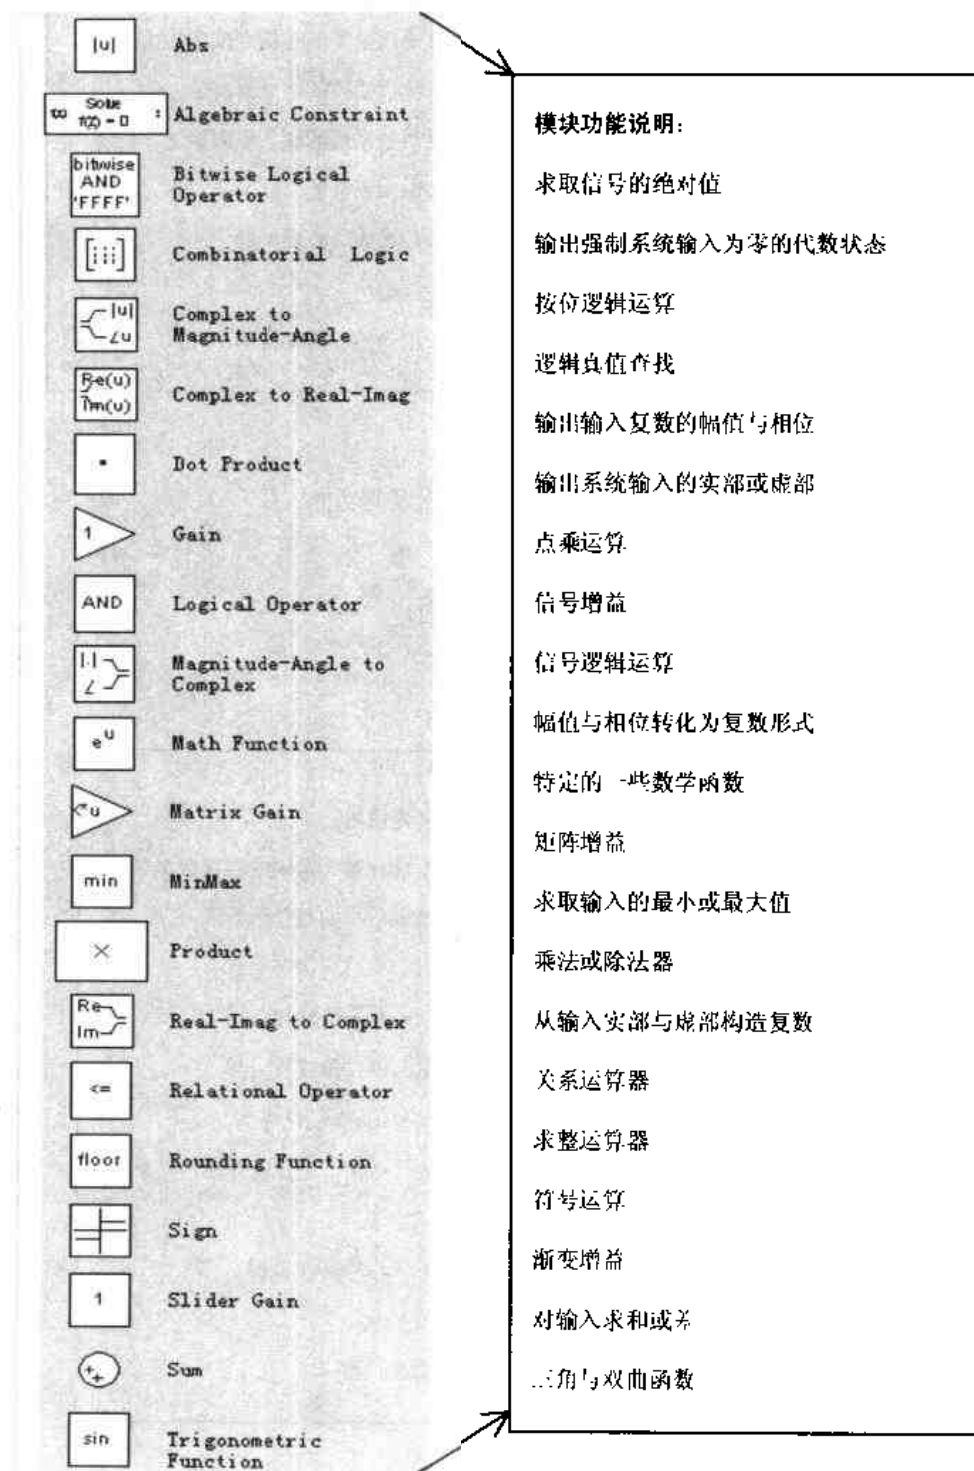 |u|
Abs
Solve
f(z) = 0
Algebraic Constraint
bitwise
AND
'FFFF'
Bitwise Logical
Operator
Combinatorial Logic
|u|
∠u
Complex to
Magnitude-Angle
Re(u)
Im(u)
Complex to Real-Imag
Dot Product
1
Gain
AND
Logical Operator
|.|
∠
Magnitude-Angle to
Complex
e^u
Math Function
u
Matrix Gain
min
MinMax
×
Product
Re
Im
Real-Imag to Complex
<=
Relational Operator
floor
Rounding Function
Sign
1
Slider Gain
++
Sum
sin
Trigonometric
Function
模块功能说明:
求取信号的绝对值
输出强制系统输入为零的代数状态
按位逻辑运算
逻辑真值查找
输出输入复数的幅值与相位
输出系统输入的实部或虚部
点乘运算
信号增益
信号逻辑运算
幅值与相位转化为复数形式
特定的一些数学函数
矩阵增益
求取输入的最小或最大值
乘法或除法器
从输入实部与虚部构造复数
关系运算器
求整运算器
符号运算
渐变增益
对输入求和或差
三角与双曲函数